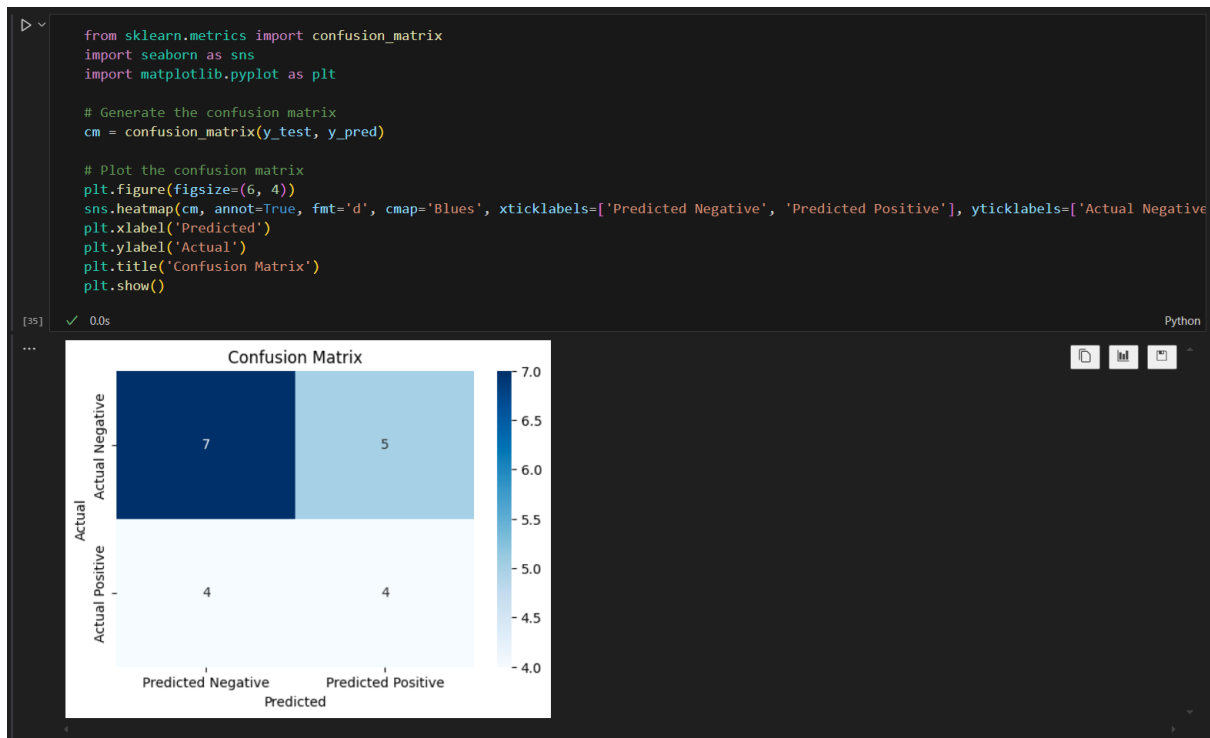 from sklearn.metrics import confusion_matrix
import seaborn as sns
import matplotlib.pyplot as plt
# Generate the confusion matrix
cm = confusion_matrix(y_test, y_pred)
# Plot the confusion matrix
plt.figure(figsize=(6, 4))
sns.heatmap(cm, annot=True, fmt='d', cmap='Blues', xticklabels=['Predicted Negative', 'Predicted Positive'], yticklabels=['Actual Negative
plt.xlabel('Predicted')
plt.ylabel('Actual')
plt.title('Confusion Matrix')
plt.show()
[35]
0.0s
Python
...
Confusion Matrix
Actual
Actual Negative
Actual Positive
7
5
4
4
Predicted Negative
Predicted Positive
Predicted
7.0
6.5
6.0
5.5
5.0
4.5
4.0